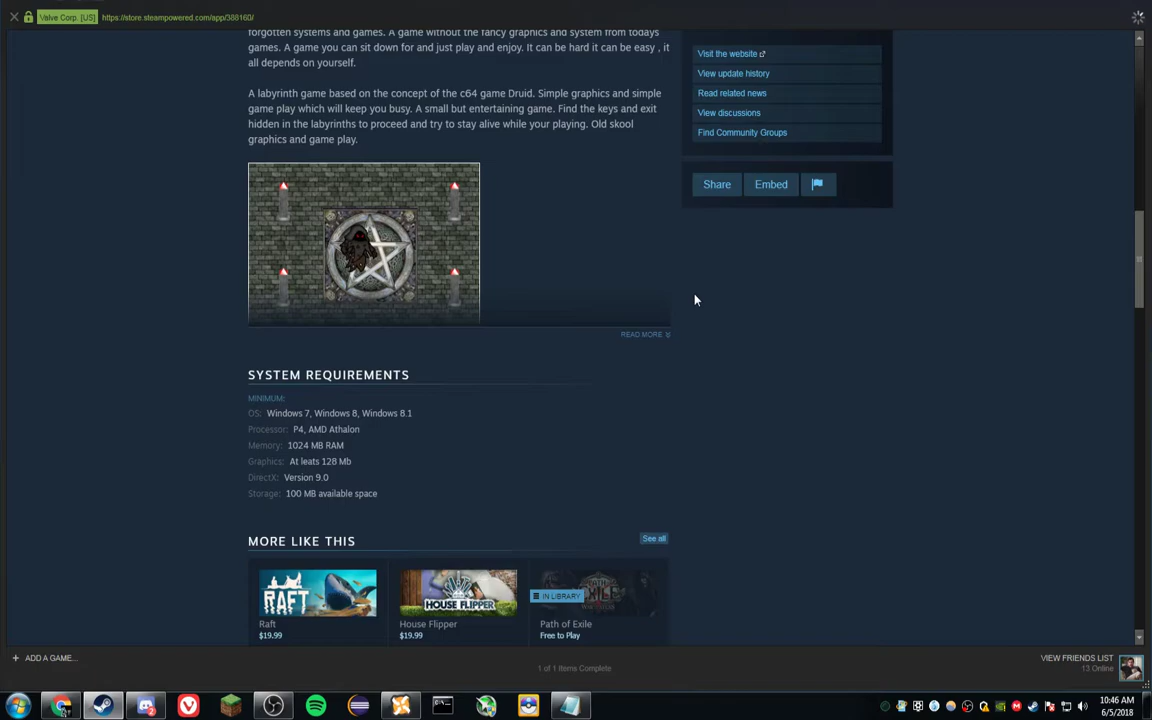 Valve Corp. [US] https://store.steampowered.com/app/388160/
forgotten systems and games. A game without the fancy graphics and system from todays
games. A game you can sit down for and just play and enjoy. It can be hard it can be easy , it
all depends on yourself.
A labyrinth game based on the concept of the c64 game Druid. Simple graphics and simple
game play which will keep you busy. A small but entertaining game. Find the keys and exit
hidden in the labyrinths to proceed and try to stay alive while your playing. Old skool
graphics and game play.
READ MORE
Visit the website
View update history
Read related news
View discussions
Find Community Groups
Share Embed
SYSTEM REQUIREMENTS
MINIMUM:
OS: Windows 7, Windows 8, Windows 8.1
Processor: P4, AMD Athalon
Memory: 1024 MB RAM
Graphics: At leats 128 Mb
DirectX: Version 9.0
Storage: 100 MB available space
MORE LIKE THIS See all
RAFT HOUSE FLIPPER PATH OF EXILE
IN LIBRARY
Raft House Flipper Path of Exile
$19.99 $19.99 Free to Play
+ ADD A GAME...
1 of 1 Items Complete
VIEW FRIENDS LIST
13 Online
10:46 AM
6/5/2018